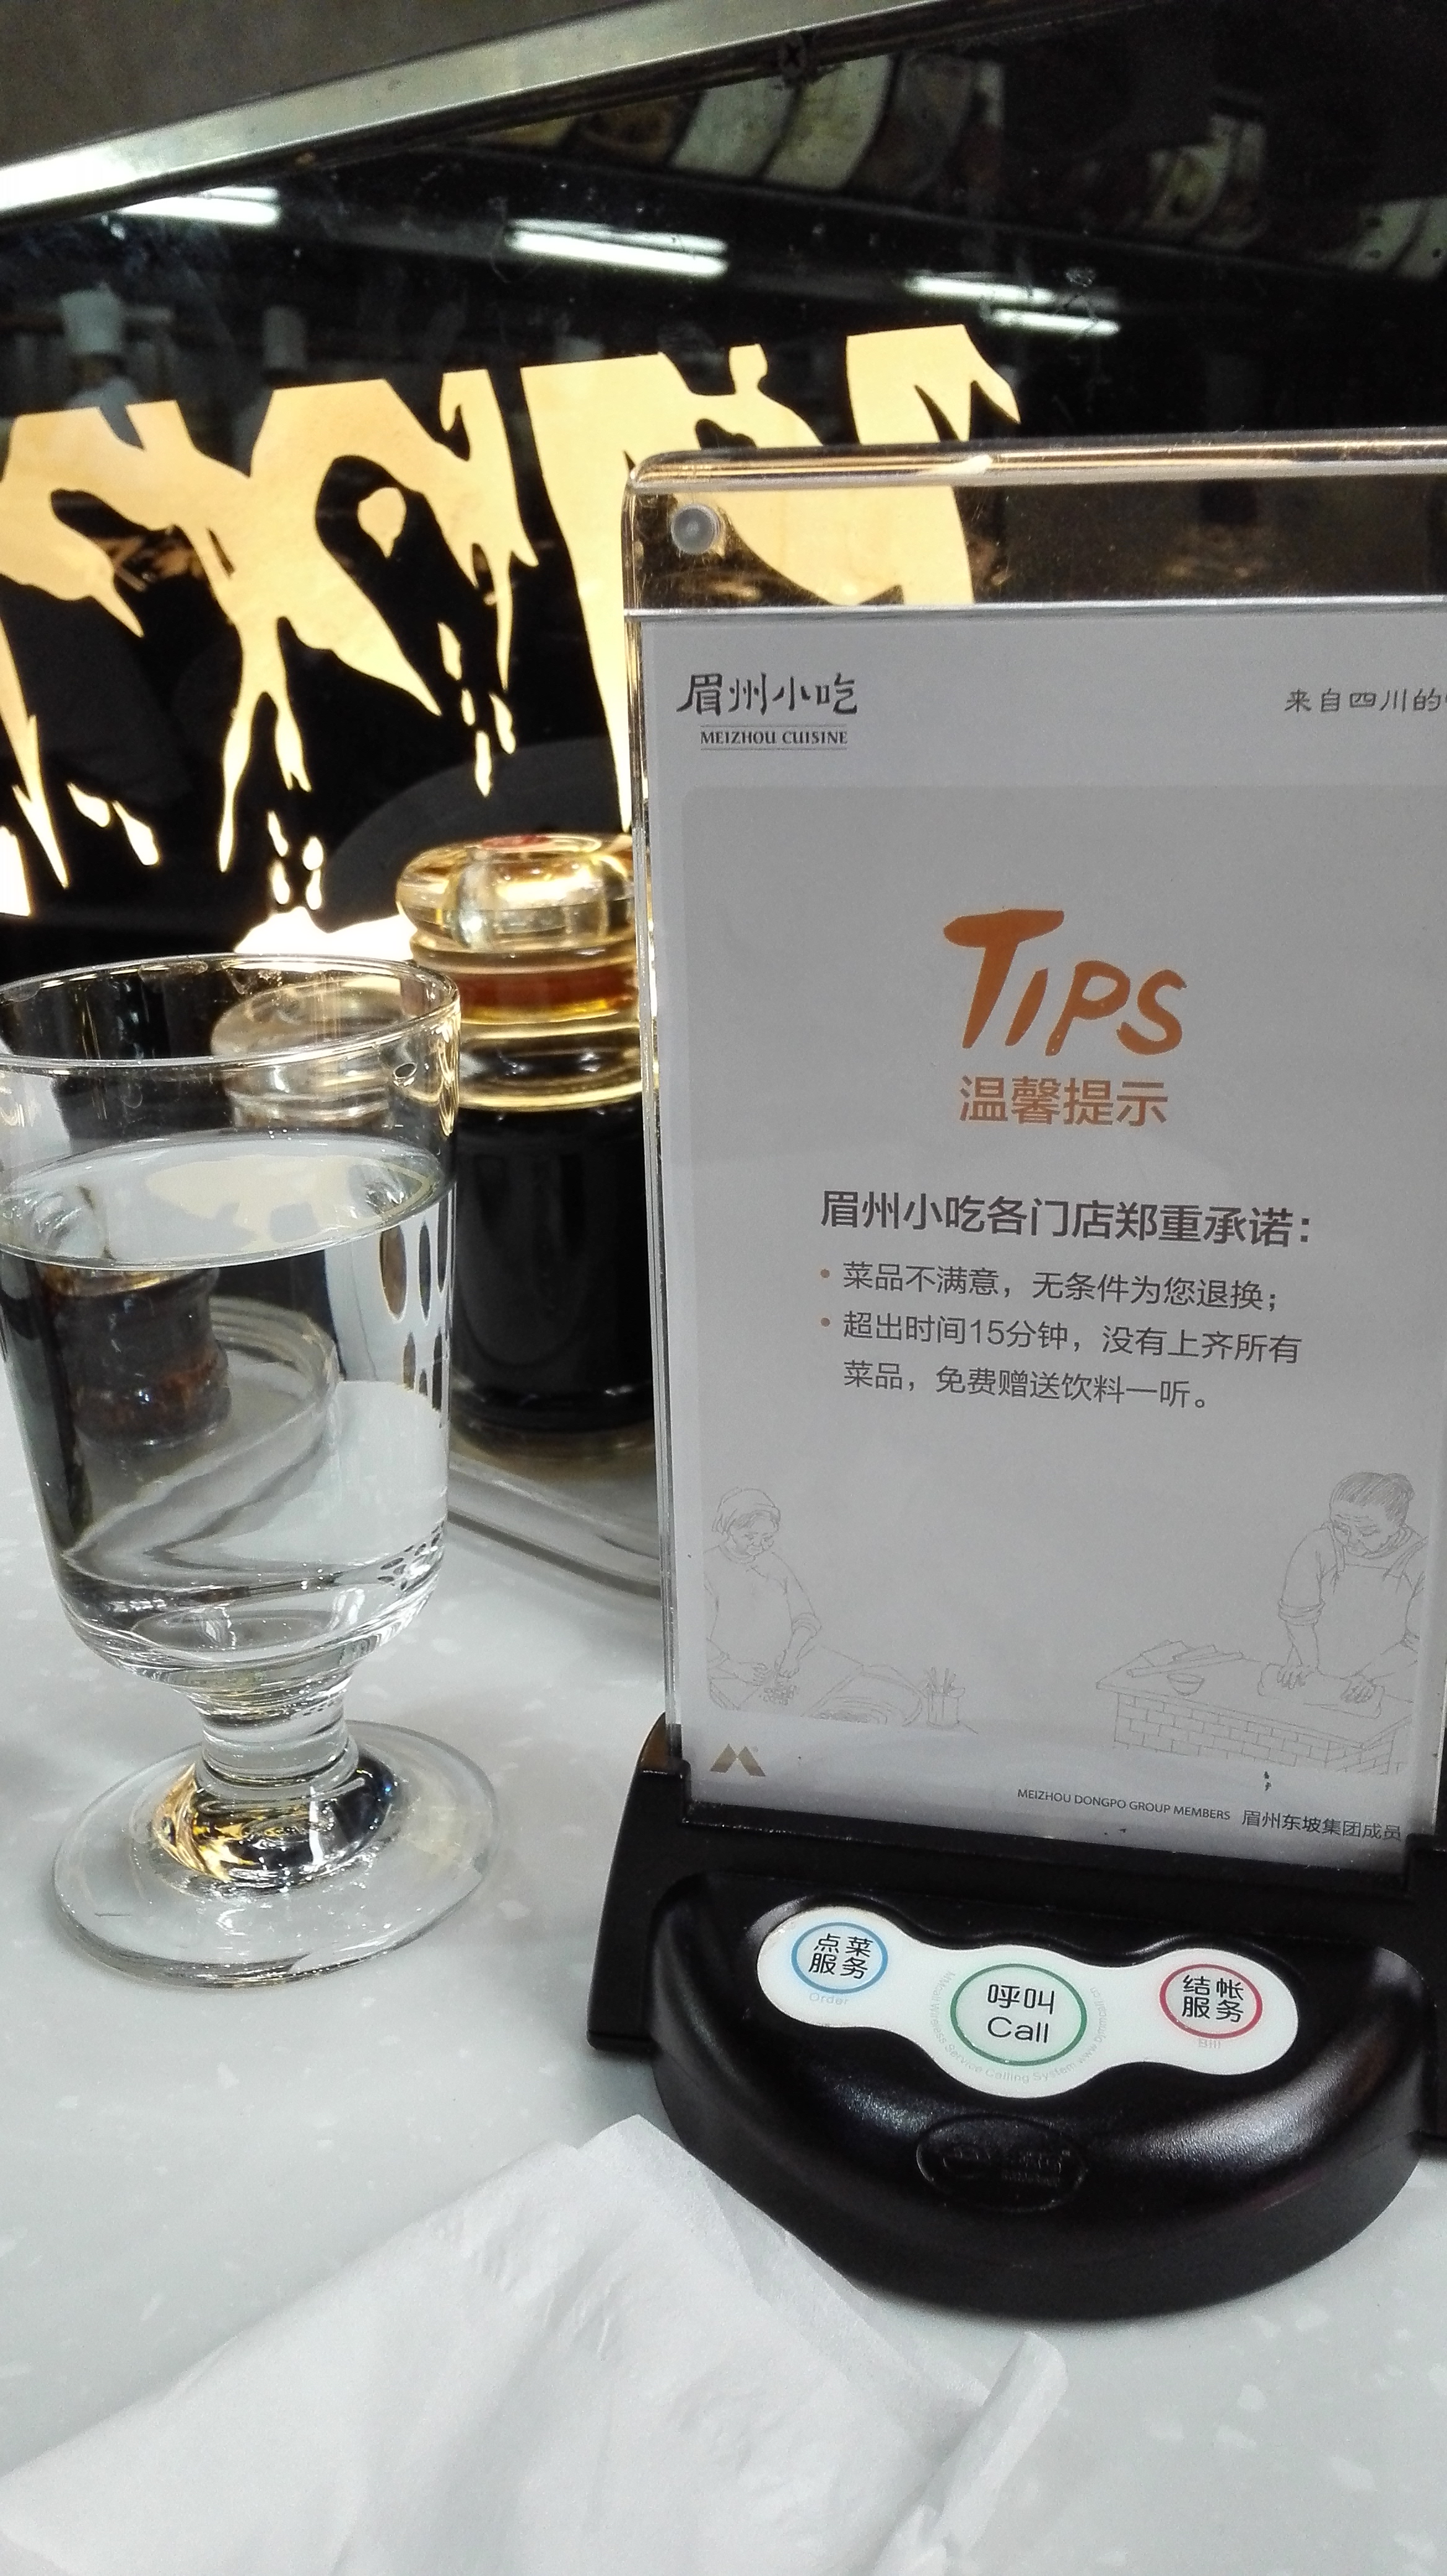 眉州小吃
MEIZHOU CUISINE
来自四川的
TIPS
温馨提示
眉州小吃各门店郑重承诺：
• 菜品不满意，无条件为您退换；
• 超出时间15分钟，没有上齐所有
菜品，免费赠送饮料一听。
MEIZHOU DONGPO GROUP MEMBERS 眉州东坡集团成员
点菜
服务
Order
呼叫
Call
Wireless Service Calling System
结帐
服务
Bill